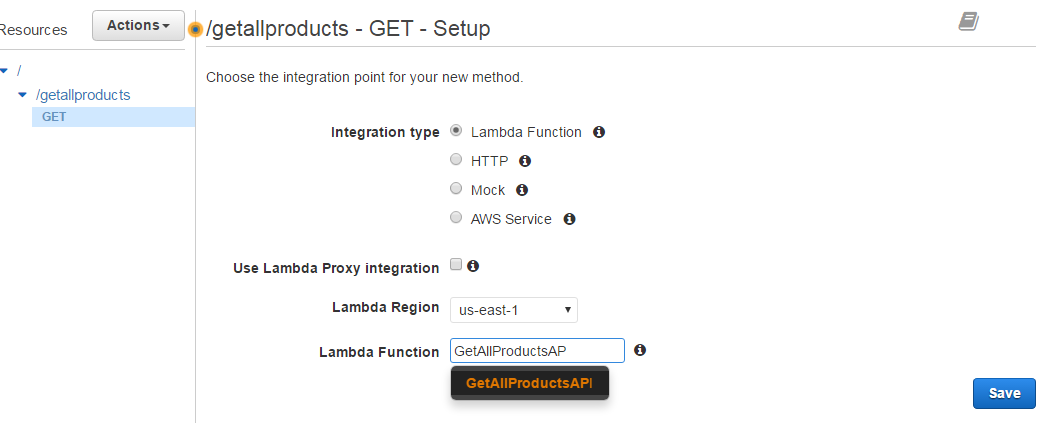 Resources
Actions
/getallproducts - GET - Setup
/
/getallproducts
GET
Choose the integration point for your new method.
Integration type
Lambda Function
HTTP
Mock
AWS Service
Use Lambda Proxy integration
Lambda Region
us-east-1
Lambda Function
GetAllProductsAP
GetAllProductsAPI
Save